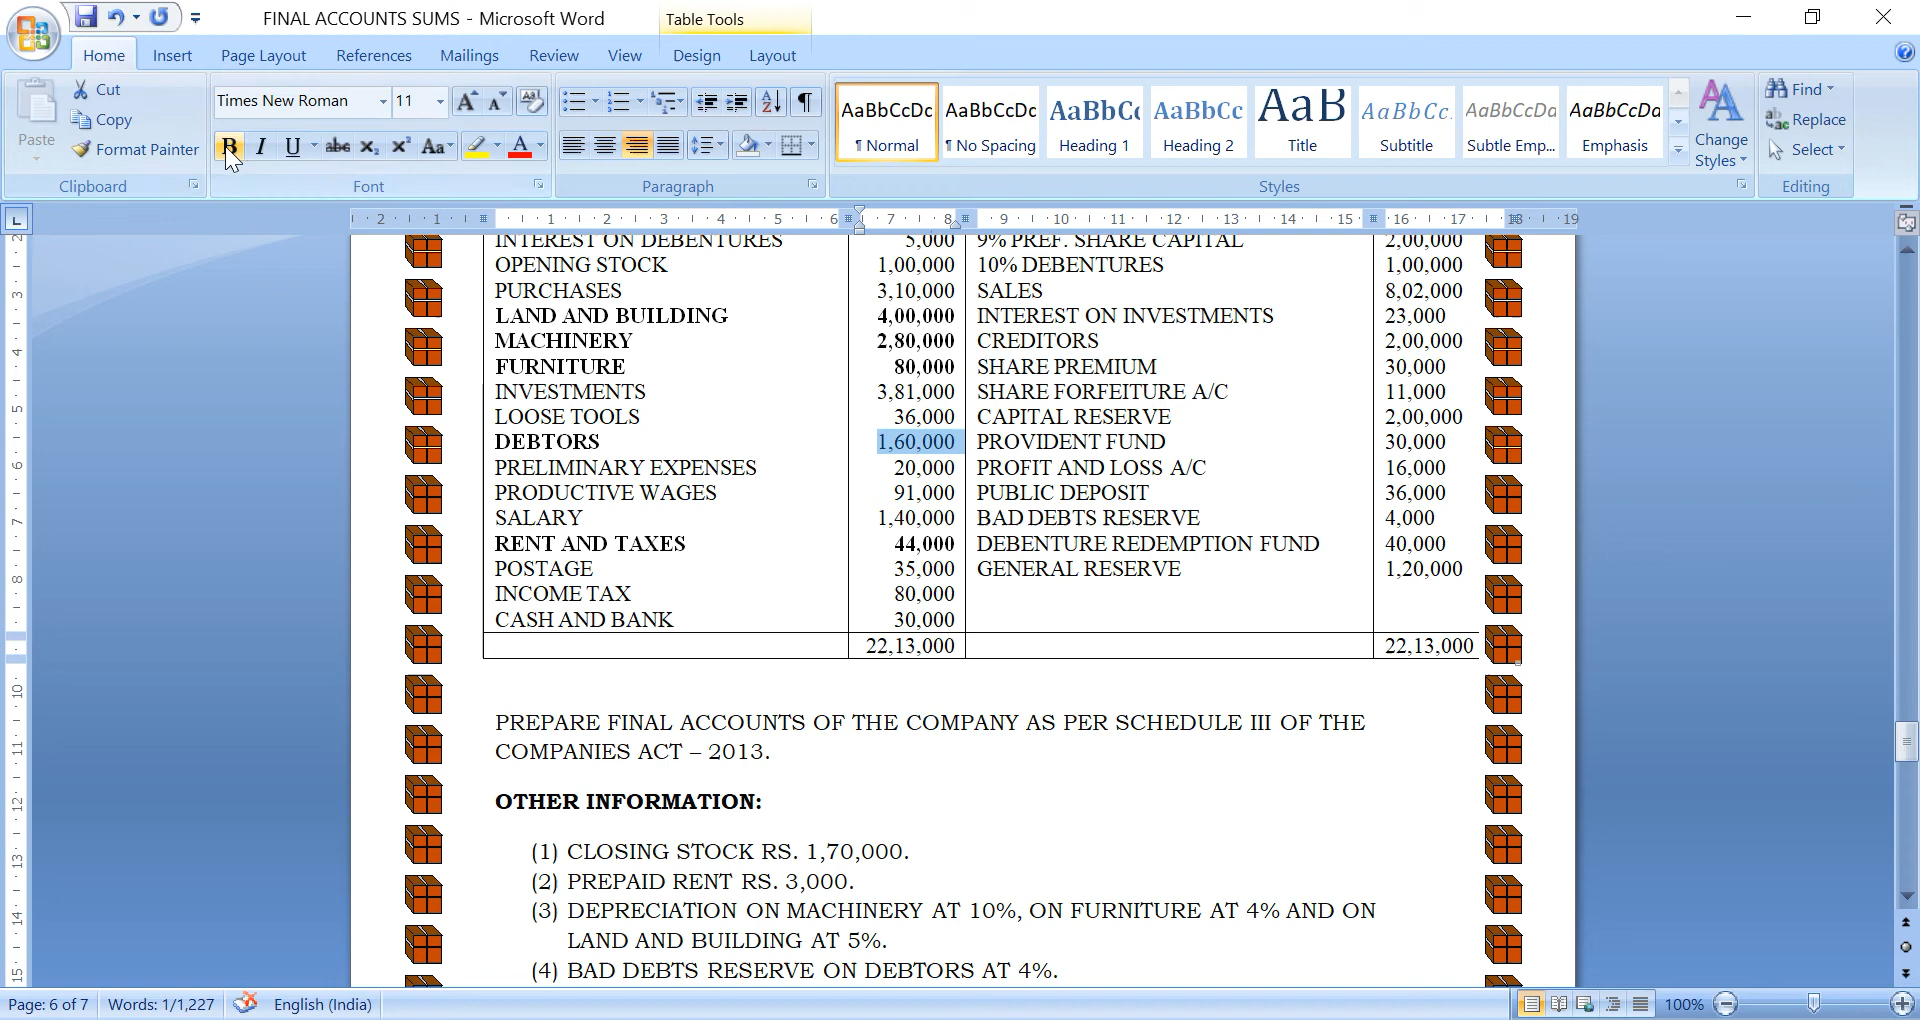 FINAL ACCOUNTS SUMS - Microsoft Word
Table Tools
Home Insert Page Layout References Mailings Review View Design Layout
Paste
Cut
Copy
Format Painter
Clipboard
Times New Roman 11
Font
Paragraph
AaBbCcDc ¶ Normal
AaBbCcDc ¶ No Spacing
AaBbC Heading 1
AaBbCc Heading 2
AaB Title
AaBbCc. Subtitle
AaBbCcDa Subtle Emp...
AaBbCcDa Emphasis
Change Styles
Styles
Find
Replace
Select
Editing
INTEREST ON DEBENTURES 5,000 9% PREF. SHARE CAPITAL 2,00,000
OPENING STOCK 1,00,000 10% DEBENTURES 1,00,000
PURCHASES 3,10,000 SALES 8,02,000
LAND AND BUILDING 4,00,000 INTEREST ON INVESTMENTS 23,000
MACHINERY 2,80,000 CREDITORS 2,00,000
FURNITURE 80,000 SHARE PREMIUM 30,000
INVESTMENTS 3,81,000 SHARE FORFEITURE A/C 11,000
LOOSE TOOLS 36,000 CAPITAL RESERVE 2,00,000
DEBTORS 1,60,000 PROVIDENT FUND 30,000
PRELIMINARY EXPENSES 20,000 PROFIT AND LOSS A/C 16,000
PRODUCTIVE WAGES 91,000 PUBLIC DEPOSIT 36,000
SALARY 1,40,000 BAD DEBTS RESERVE 4,000
RENT AND TAXES 44,000 DEBENTURE REDEMPTION FUND 40,000
POSTAGE 35,000 GENERAL RESERVE 1,20,000
INCOME TAX 80,000
CASH AND BANK 30,000
22,13,000 22,13,000
PREPARE FINAL ACCOUNTS OF THE COMPANY AS PER SCHEDULE III OF THE
COMPANIES ACT – 2013.
OTHER INFORMATION:
(1) CLOSING STOCK RS. 1,70,000.
(2) PREPAID RENT RS. 3,000.
(3) DEPRECIATION ON MACHINERY AT 10%, ON FURNITURE AT 4% AND ON
LAND AND BUILDING AT 5%.
(4) BAD DEBTS RESERVE ON DEBTORS AT 4%.
Page: 6 of 7 Words: 1/1,227 English (India) 100%